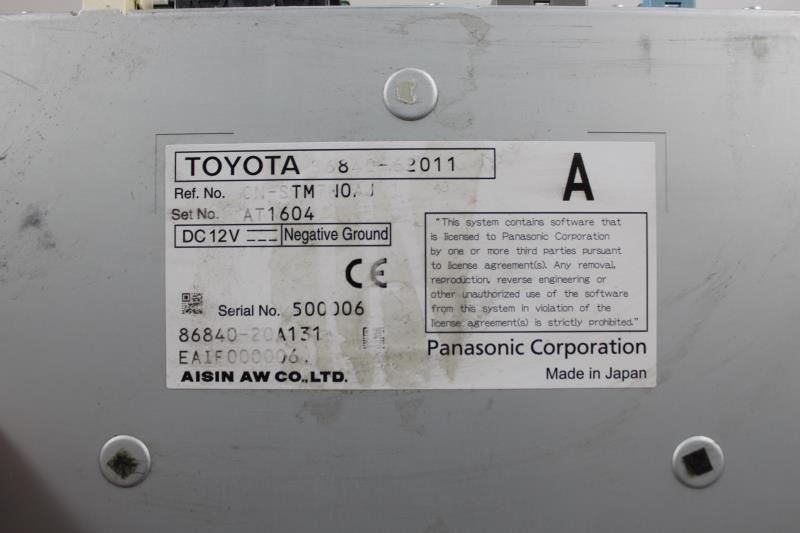 TOYOTA
A
Ref. No.
Set No. AT1604
DC 12V Negative Ground
CE
Serial No.
86840-20A131
AISIN AW CO.,LTD.
"This system contains software that
is licensed to Panasonic Corporation
by one or more third parties pursuant
to license agreement(s). Any removal,
reproduction, reverse engineering or
other unauthorized use of the software
from this system in violation of the
license agreement(s) is strictly prohibited."
Panasonic Corporation
Made in Japan